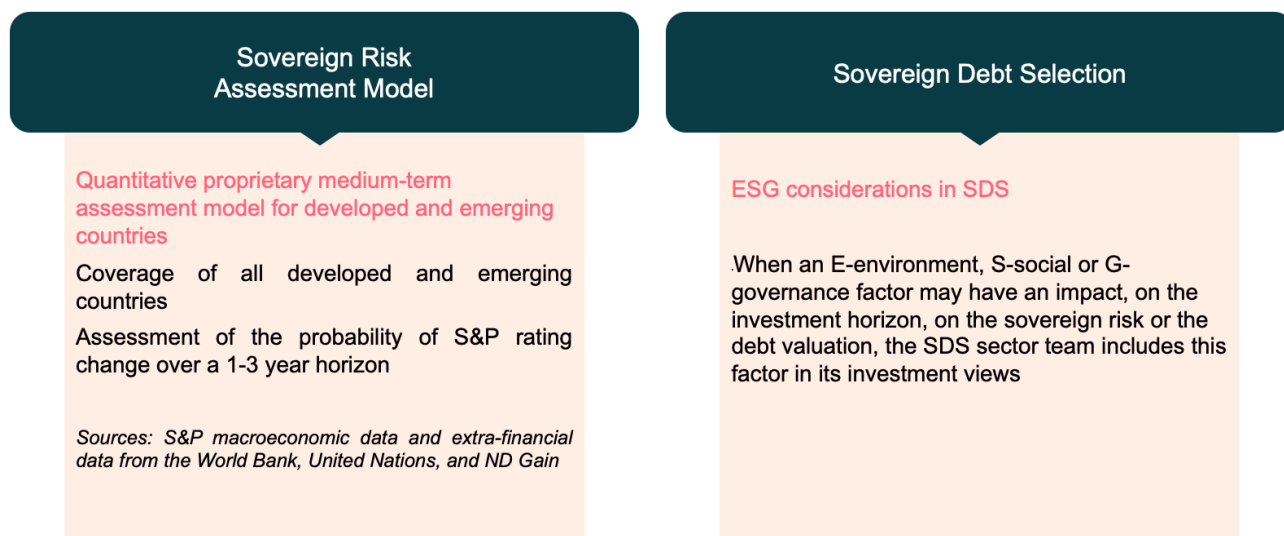 Sovereign Risk
Assessment Model
Quantitative proprietary medium-term
assessment model for developed and emerging
countries
Coverage of all developed and emerging
countries
Assessment of the probability of S&P rating
change over a 1-3 year horizon
Sources: S&P macroeconomic data and extra-financial
data from the World Bank, United Nations, and ND Gain
Sovereign Debt Selection
ESG considerations in SDS
.When an E-environment, S-social or G-
governance factor may have an impact, on the
investment horizon, on the sovereign risk or the
debt valuation, the SDS sector team includes this
factor in its investment views